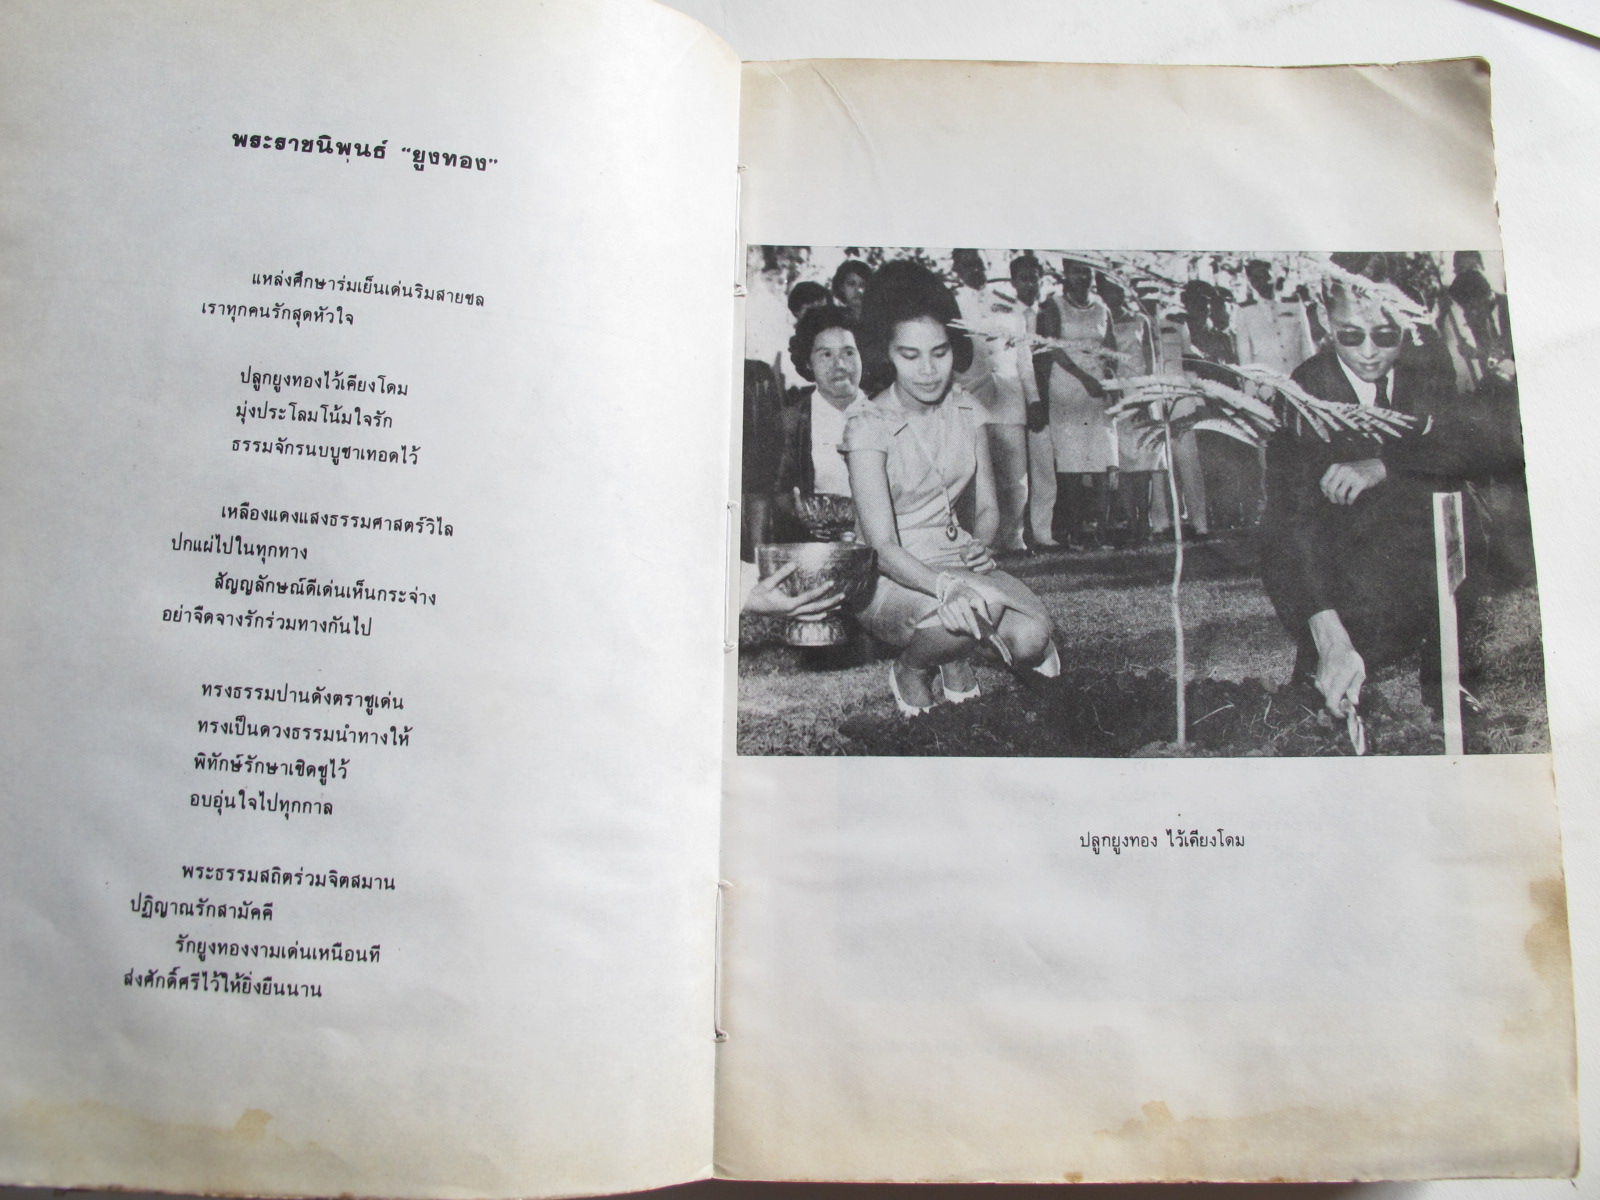 พระราชนิพนธ์ “ยูงทอง”
แหล่งศึกษาร่มเย็นเด่นริมสายชล
เราทุกคนรักสุดหัวใจ
ปลูกยูงทองไว้เคียงโดม
มุ่งประโลมโน้มใจรัก
ธรรมจักรนบบูชาเทอดไว้
เหลืองแดงแสงธรรมศาสตร์วิไล
ปกแผ่ไปในทุกทาง
สัญญลักษณ์ดีเด่นเห็นกระจ่าง
อย่าจืดจางรักร่วมทางกันไป
ทรงธรรมปานดังตราชูเด่น
ทรงเป็นดวงธรรมนำทางให้
พิทักษ์รักษาเชิดชูไว้
อบอุ่นใจไปทุกกาล
พระธรรมสถิตร่วมจิตสมาน
ปฏิญาณรักสามัคคี
รักยูงทองงามเด่นเหนือนที
ส่งศักดิ์ศรีไว้ให้ยิ่งยืนนาน
ปลูกยูงทอง ไว้เคียงโดม